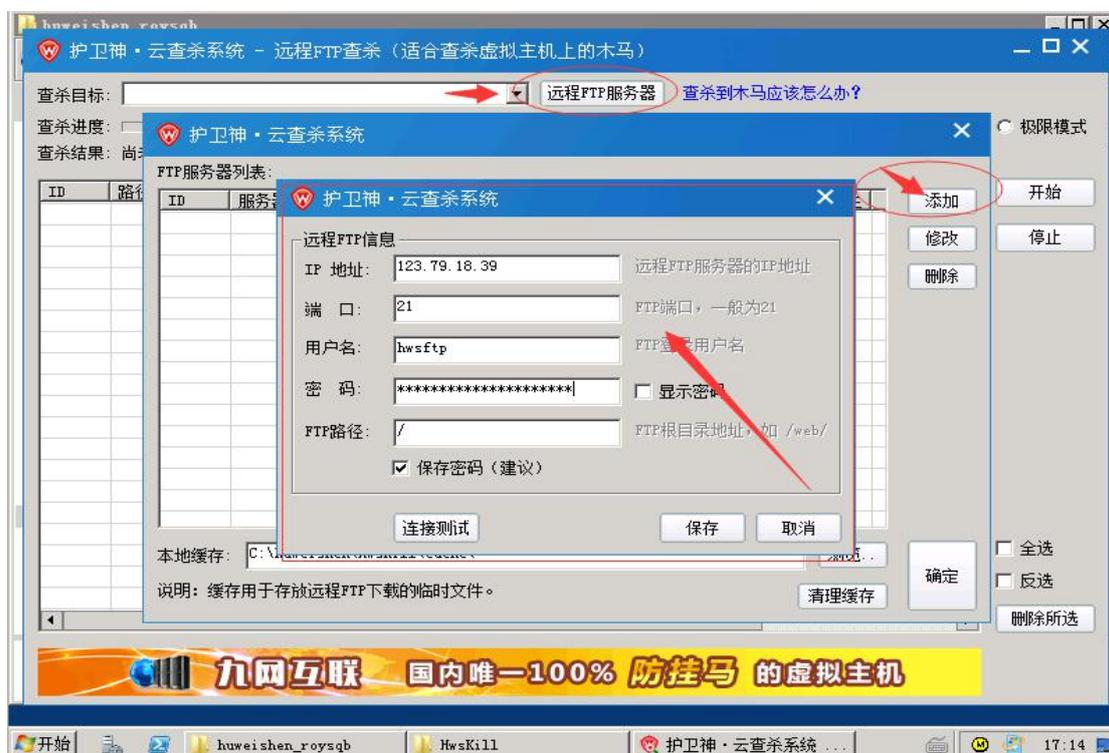 huweishen_roysqb
护卫神·云查杀系统 - 远程FTP查杀（适合查杀虚拟主机上的木马）
查杀目标: 远程FTP服务器 查杀到木马应该怎么办?
查杀进度: 极限模式
查杀结果: 尚
护卫神·云查杀系统
FTP服务器列表:
ID 路径
ID 服务
添加 开始
修改 停止
删除
护卫神·云查杀系统
远程FTP信息
IP 地址: 123.79.18.39 远程FTP服务器的IP地址
端 口: 21 FTP端口，一般为21
用户名: hwsftp FTP登录用户名
密 码: ********************* 显示密码
FTP路径: / FTP根目录地址，如 /web/
保存密码（建议）
连接测试 保存 取消
本地缓存: C:\huweishen\HwsKill\cache\ 浏览..
说明: 缓存用于存放远程FTP下载的临时文件。 清理缓存
确定
全选
反选
删除所选
九网互联 国内唯一100% 防挂马 的虚拟主机
开始 huweishen_roysqb HwsKill 护卫神·云查杀系统 ... 17:14